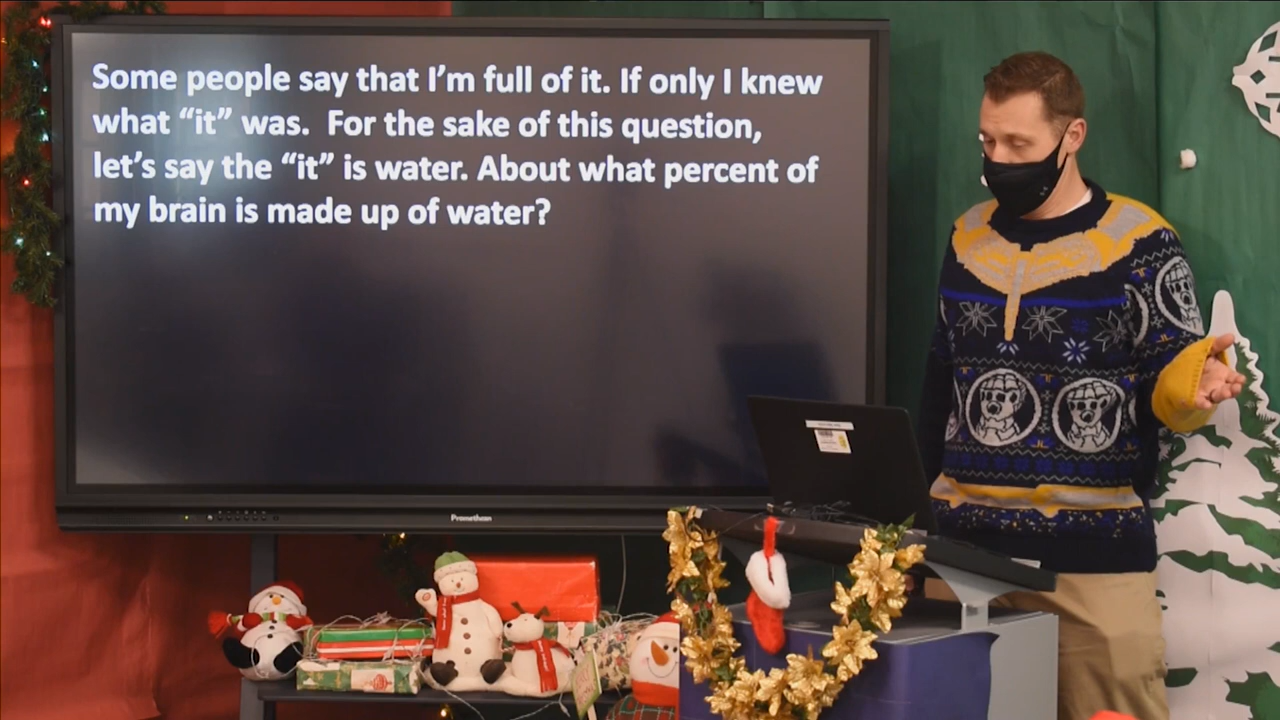 Some people say that I’m full of it. If only I knew
what “it” was.  For the sake of this question,
let’s say the “it” is water. About what percent of
my brain is made up of water?
Promethean